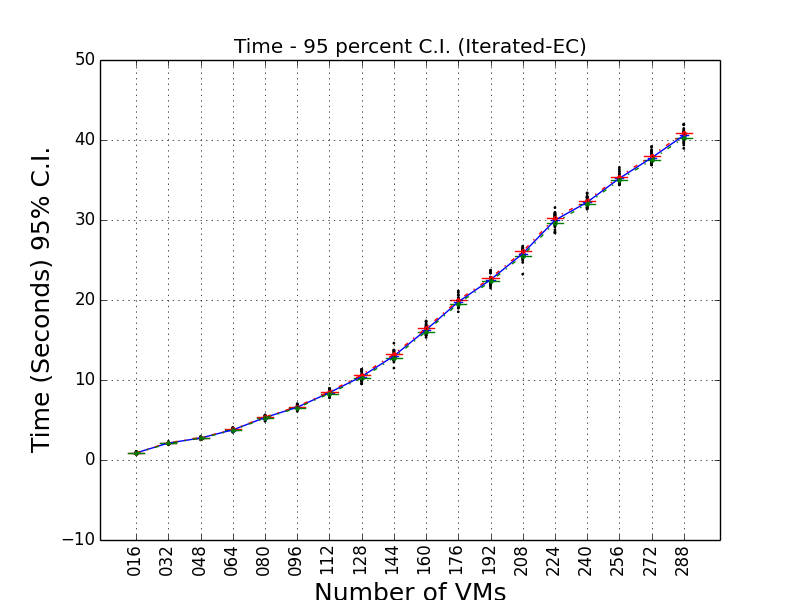 Time - 95 percent C.I. (Iterated-EC)
Time (Seconds) 95% C.I.
50
40
30
20
10
0
−10
016 032 048 064 080 096 112 128 144 160 176 192 208 224 240 256 272 288
Number of VMs